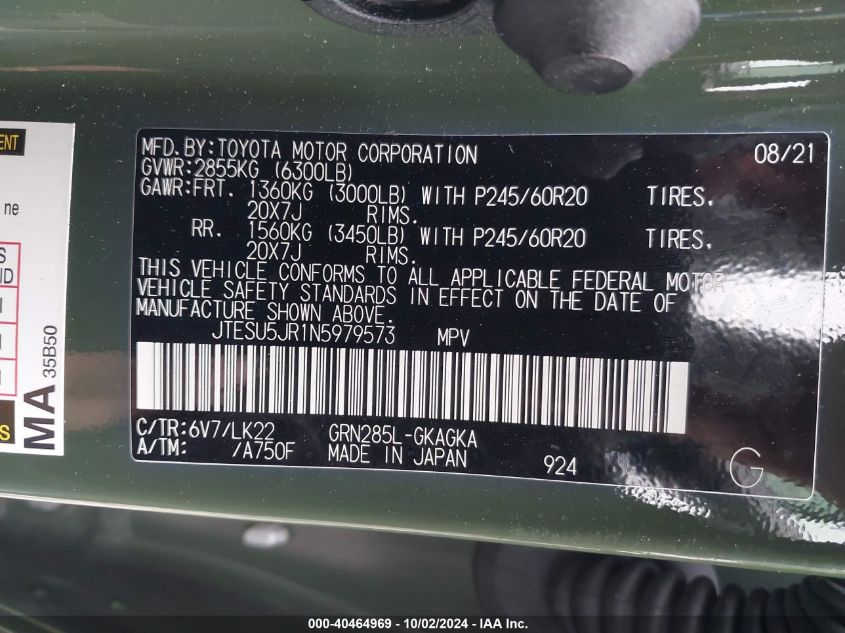 MFD.BY:TOYOTA MOTOR CORPORATION 08/21
GVWR:2855KG (6300LB)
GAWR:FRT. 1360KG (3000LB) WITH P245/60R20 TIRES,
20X7J RIMS.
RR. 1560KG (3450LB) WITH P245/60R20 TIRES,
20X7J RIMS.
THIS VEHICLE CONFORMS TO ALL APPLICABLE FEDERAL MOTOR
VEHICLE SAFETY STANDARDS IN EFFECT ON THE DATE OF
MANUFACTURE SHOWN ABOVE.
JTESU5JR1N5979573 MPV
C/TR:6V7/LK22 GRN285L-GKAGKA
A/TM: /A750F MADE IN JAPAN 924 G
ENT
ne
S
ND
S
MA 35B50
000-40464969 - 10/02/2024 - IAA Inc.